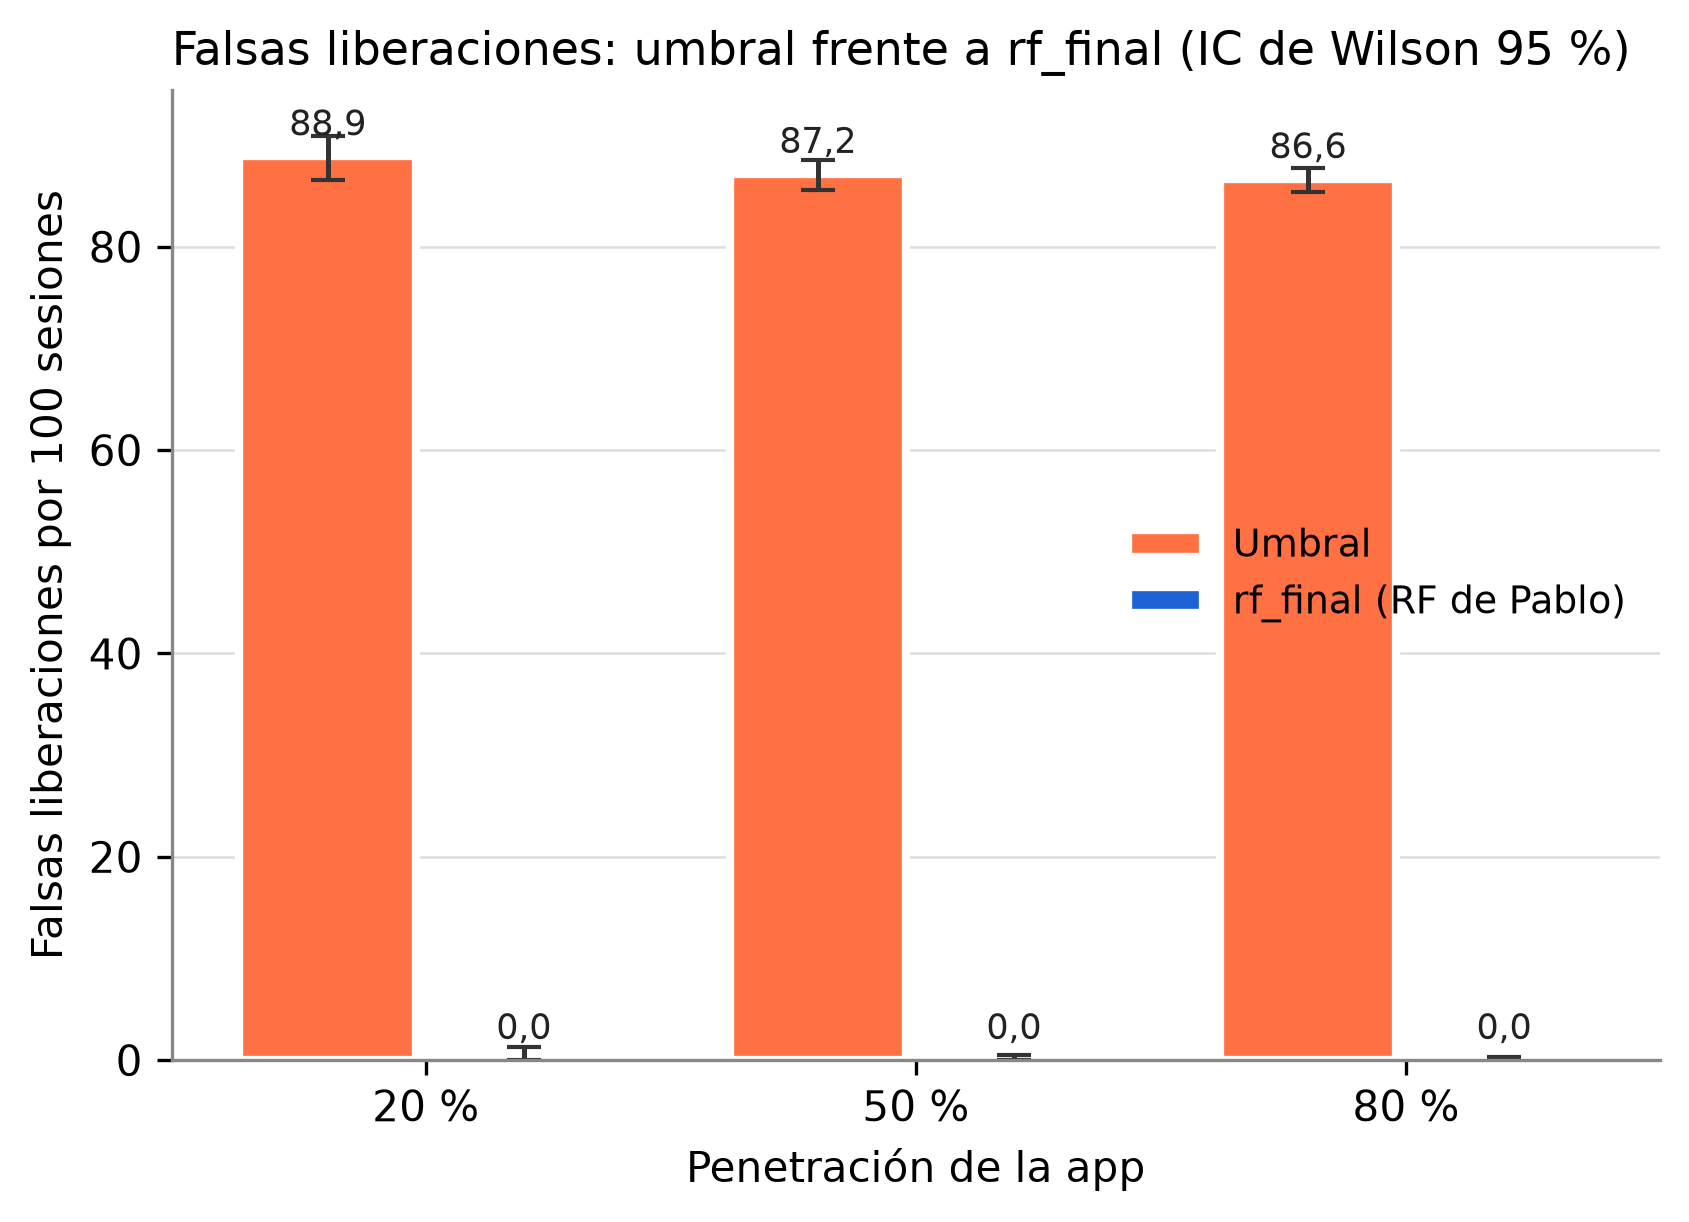 Falsas liberaciones: umbral frente a rf_final (IC de Wilson 95 %)
88,9
87,2
86,6
Falsas liberaciones por 100 sesiones
80
60
40
20
0
Umbral
rf_final (RF de Pablo)
0,0
0,0
0,0
20 %
50 %
80 %
Penetración de la app